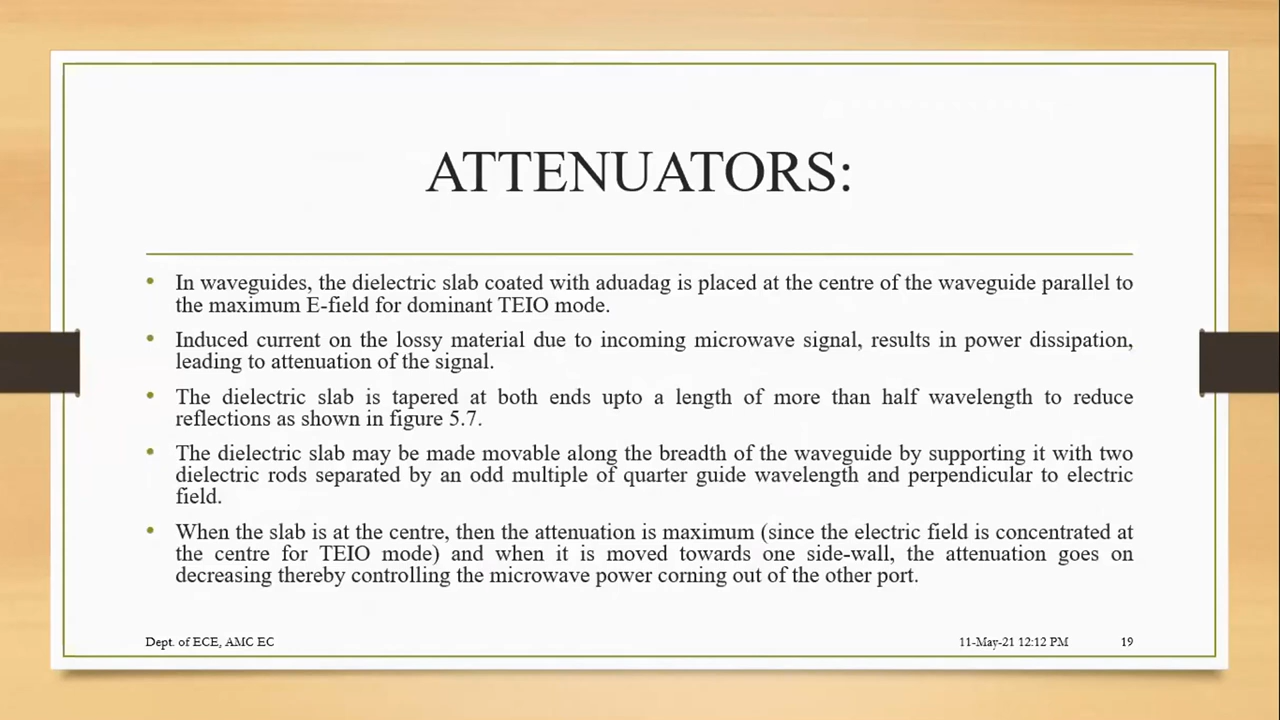 ATTENUATORS:
• In waveguides, the dielectric slab coated with aduadag is placed at the centre of the waveguide parallel to
the maximum E-field for dominant TEIO mode.
• Induced current on the lossy material due to incoming microwave signal, results in power dissipation,
leading to attenuation of the signal.
• The dielectric slab is tapered at both ends upto a length of more than half wavelength to reduce
reflections as shown in figure 5.7.
• The dielectric slab may be made movable along the breadth of the waveguide by supporting it with two
dielectric rods separated by an odd multiple of quarter guide wavelength and perpendicular to electric
field.
• When the slab is at the centre, then the attenuation is maximum (since the electric field is concentrated at
the centre for TEIO mode) and when it is moved towards one side-wall, the attenuation goes on
decreasing thereby controlling the microwave power corning out of the other port.
Dept. of ECE, AMC EC 11-May-21 12:12 PM 19